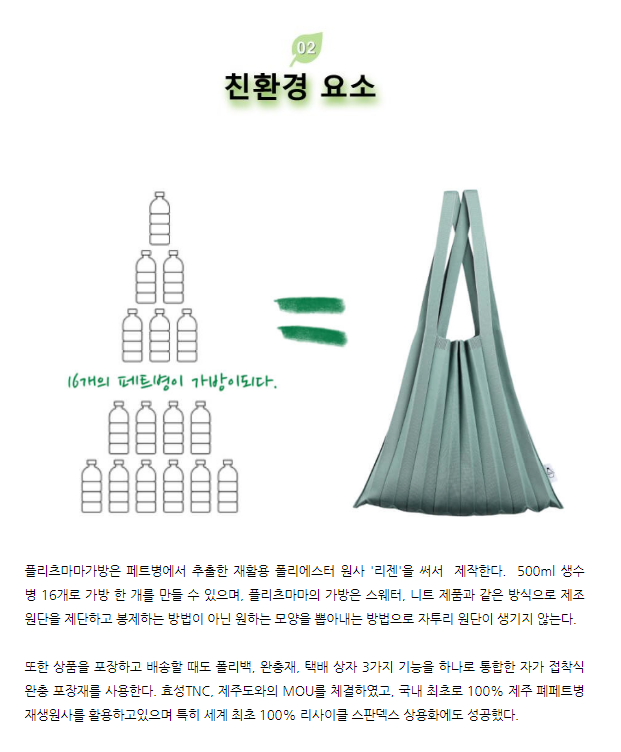 02
친환경 요소
16개의 페트병이 가방이되다.
플리츠마마가방은 페트병에서 추출한 재활용 폴리에스터 원사 '리젠'을 써서 제작한다. 500ml 생수
병 16개로 가방 한 개를 만들 수 있으며, 플리츠마마의 가방은 스웨터, 니트 제품과 같은 방식으로 제조
원단을 제단하고 봉제하는 방법이 아닌 원하는 모양을 뽑아내는 방법으로 자투리 원단이 생기지 않는다.
또한 상품을 포장하고 배송할 때도 폴리백, 완충재, 택배 상자 3가지 기능을 하나로 통합한 자가 접착식
완충 포장재를 사용한다. 효성TNC, 제주도와의 MOU를 체결하였고, 국내 최초로 100% 제주 폐페트병
재생원사를 활용하고있으며 특히 세계 최초 100% 리사이클 스판덱스 상용화에도 성공했다.